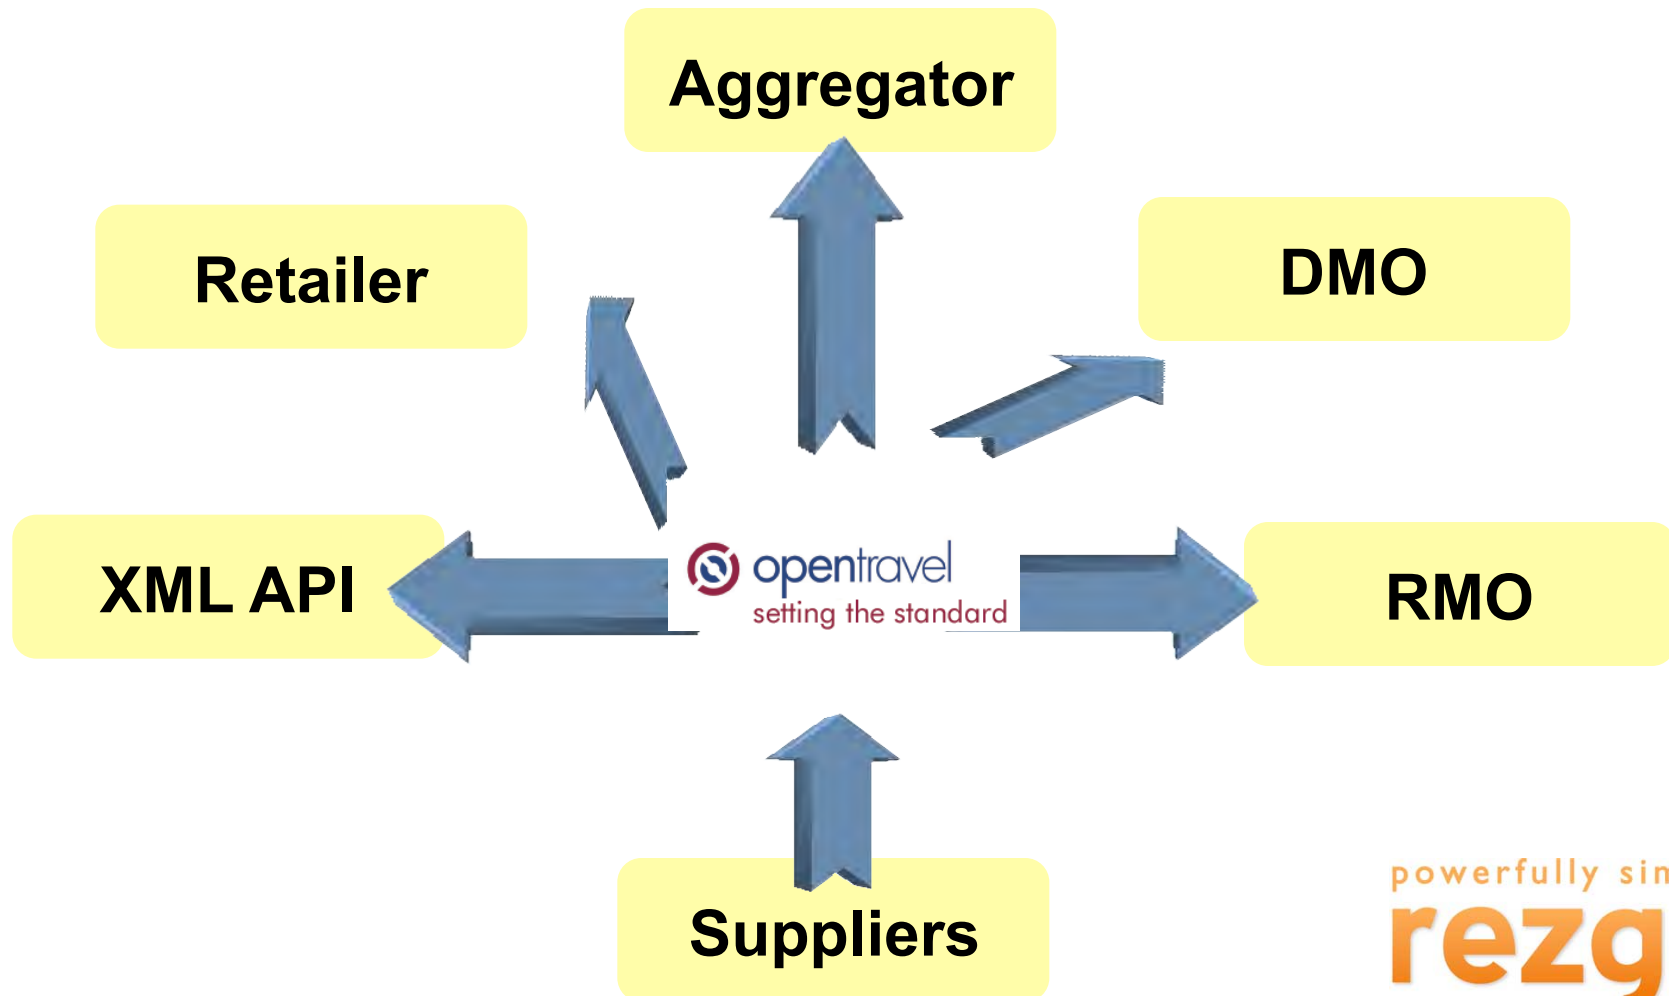 Aggregator
Retailer
DMO
XML API
opentravel
setting the standard
RMO
Suppliers
powerfully